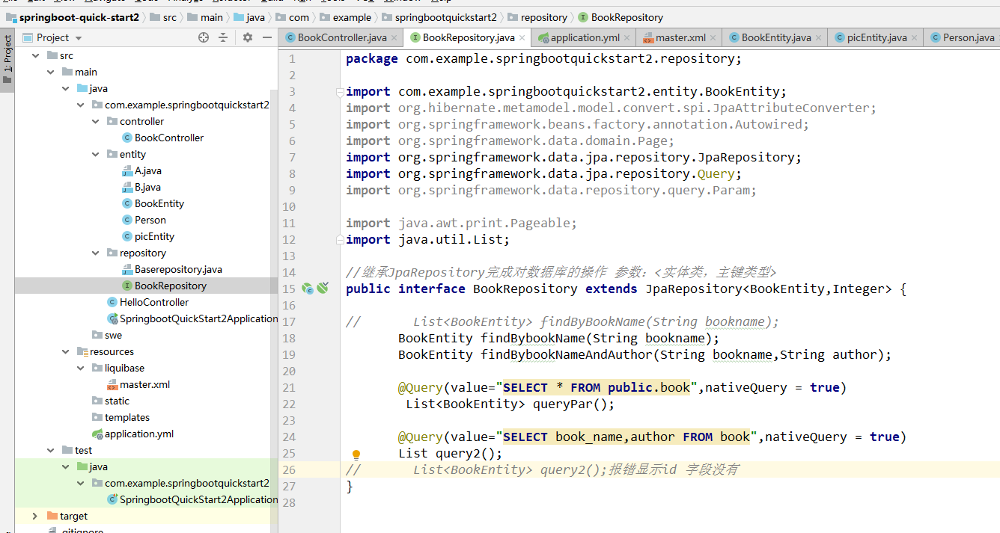 springboot-quick-start2 src main java com example springbootquickstart2 repository BookRepository
Project
BookController.java BookRepository.java application.yml master.xml BookEntity.java picEntity.java Person.java
1: Project
src
main
java
com.example.springbootquickstart2
controller
BookController
entity
A.java
B.java
BookEntity
Person
picEntity
repository
Baserepository.java
BookRepository
HelloController
SpringbootQuickStart2Application
swe
resources
liquibase
master.xml
static
templates
application.yml
test
java
com.example.springbootquickstart2
SpringbootQuickStart2Application
target
.gitignore
1 package com.example.springbootquickstart2.repository;
2
3 import com.example.springbootquickstart2.entity.BookEntity;
4 import org.hibernate.metamodel.model.convert.spi.JpaAttributeConverter;
5 import org.springframework.beans.factory.annotation.Autowired;
6 import org.springframework.data.domain.Page;
7 import org.springframework.data.jpa.repository.JpaRepository;
8 import org.springframework.data.jpa.repository.Query;
9 import org.springframework.data.repository.query.Param;
10
11 import java.awt.print.Pageable;
12 import java.util.List;
13
14 //继承JpaRepository完成对数据库的操作 参数：<实体类，主键类型>
15 public interface BookRepository extends JpaRepository<BookEntity,Integer> {
16
17 // List<BookEntity> findByBookName(String bookname);
18 BookEntity findBybookName(String bookname);
19 BookEntity findBybookNameAndAuthor(String bookname,String author);
20
21 @Query(value="SELECT * FROM public.book",nativeQuery = true)
22 List<BookEntity> queryPar();
23
24 @Query(value="SELECT book_name,author FROM book",nativeQuery = true)
25 List query2();
26 // List<BookEntity> query2();报错显示id 字段没有
27 }
28